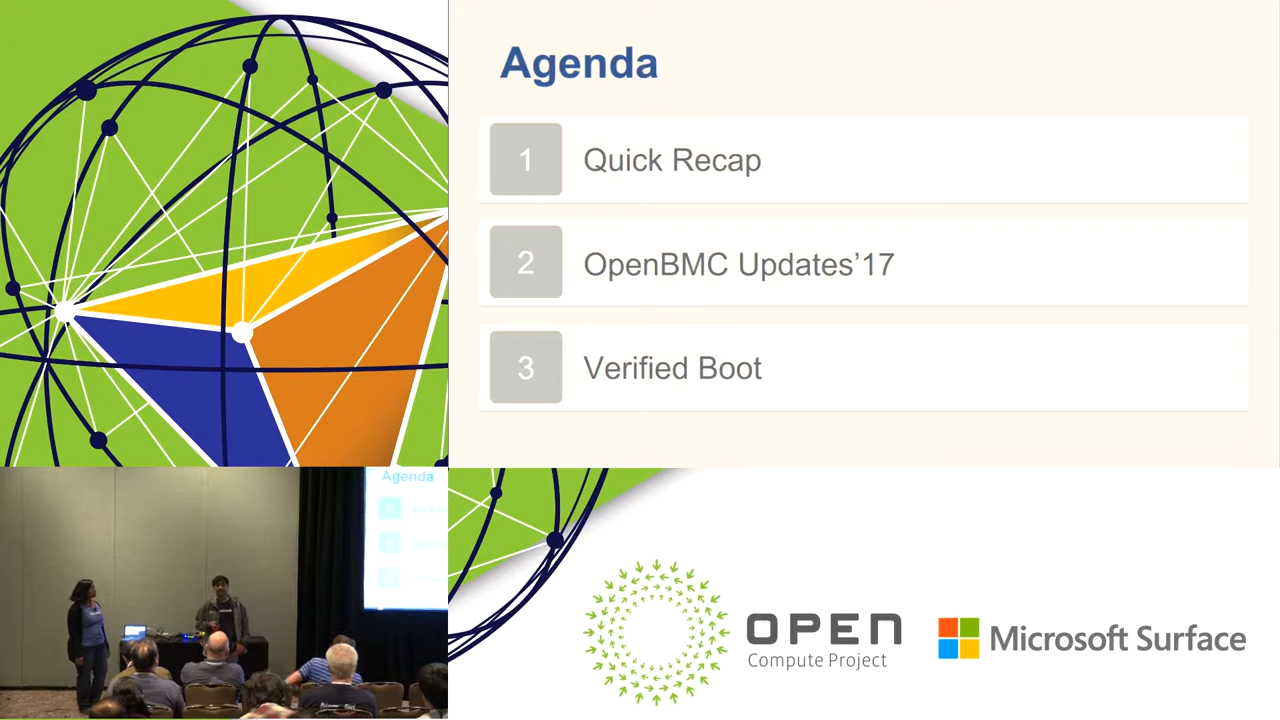 Agenda
1 Quick Recap
2 OpenBMC Updates’17
3 Verified Boot
Agenda
OPEN
Compute Project
Microsoft Surface